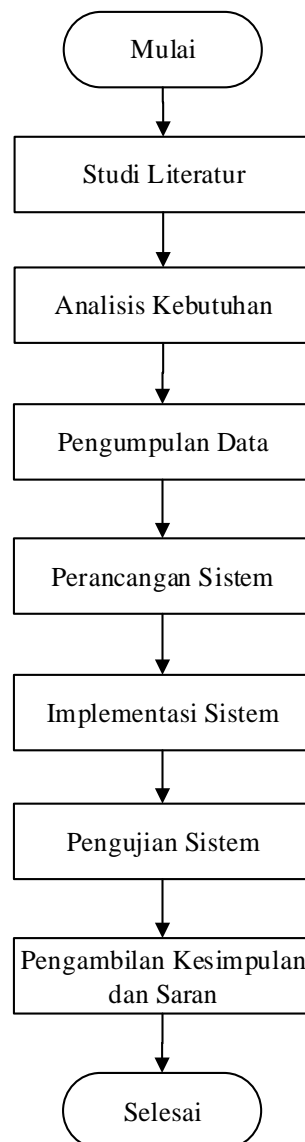 Mulai
Studi Literatur
Analisis Kebutuhan
Pengumpulan Data
Perancangan Sistem
Implementasi Sistem
Pengujian Sistem
Pengambilan Kesimpulan
dan Saran
Selesai